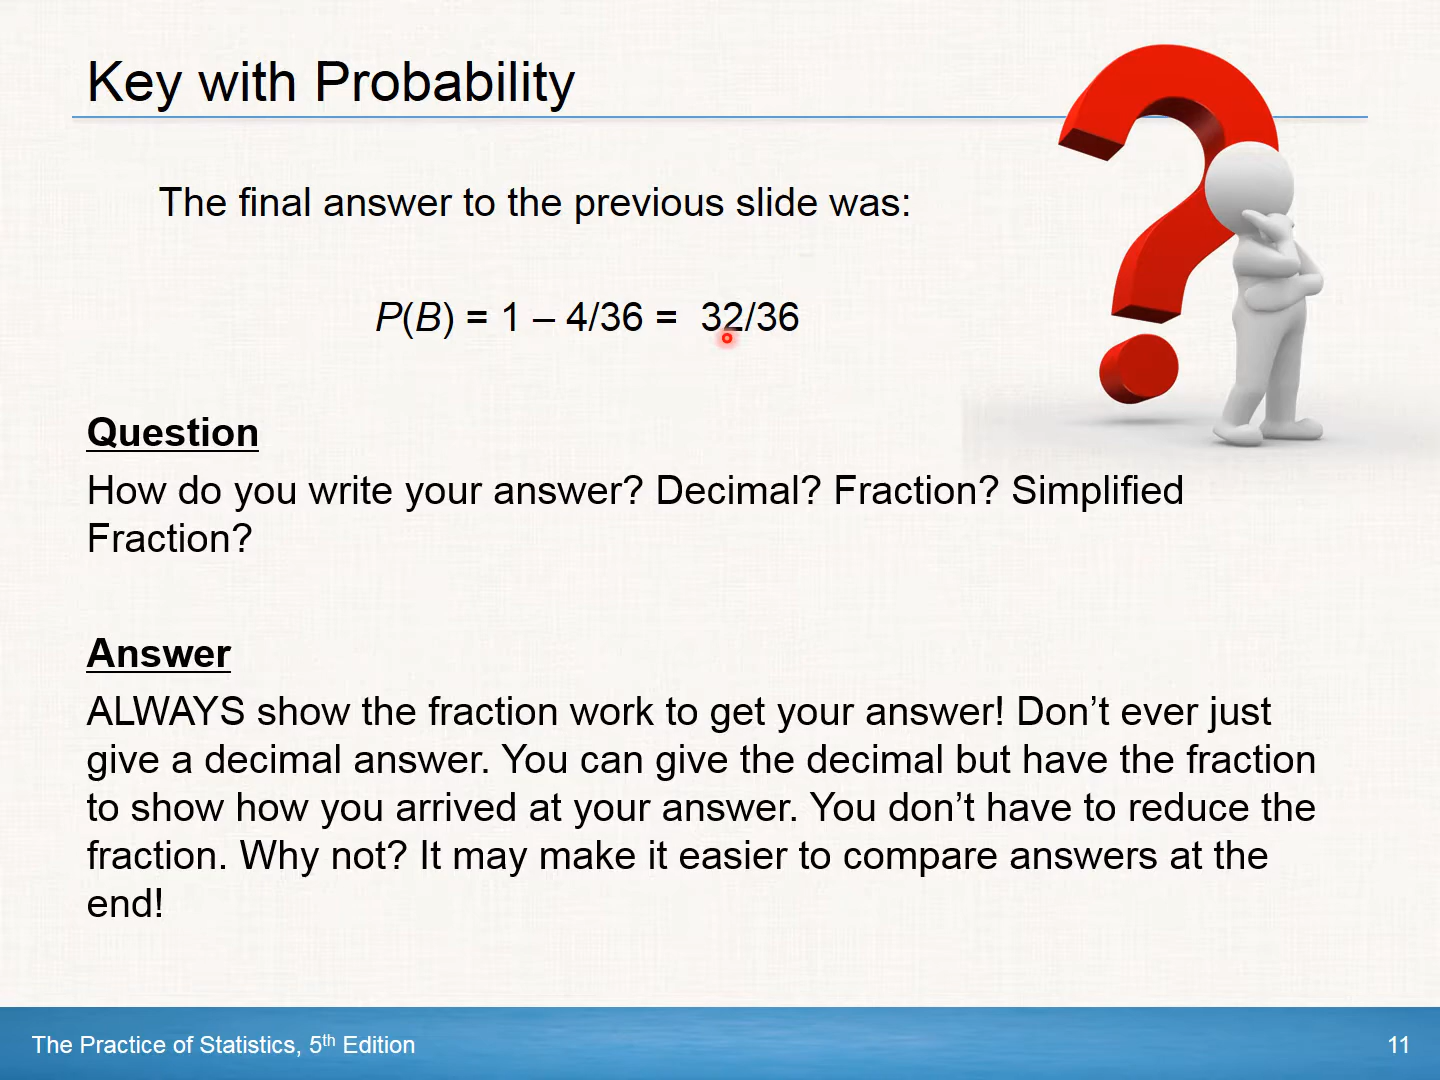 Key with Probability
The final answer to the previous slide was:
P(B) = 1 – 4/36 = 32/36
Question
How do you write your answer? Decimal? Fraction? Simplified
Fraction?
Answer
ALWAYS show the fraction work to get your answer! Don’t ever just
give a decimal answer. You can give the decimal but have the fraction
to show how you arrived at your answer. You don’t have to reduce the
fraction. Why not? It may make it easier to compare answers at the
end!
The Practice of Statistics, 5th Edition
11